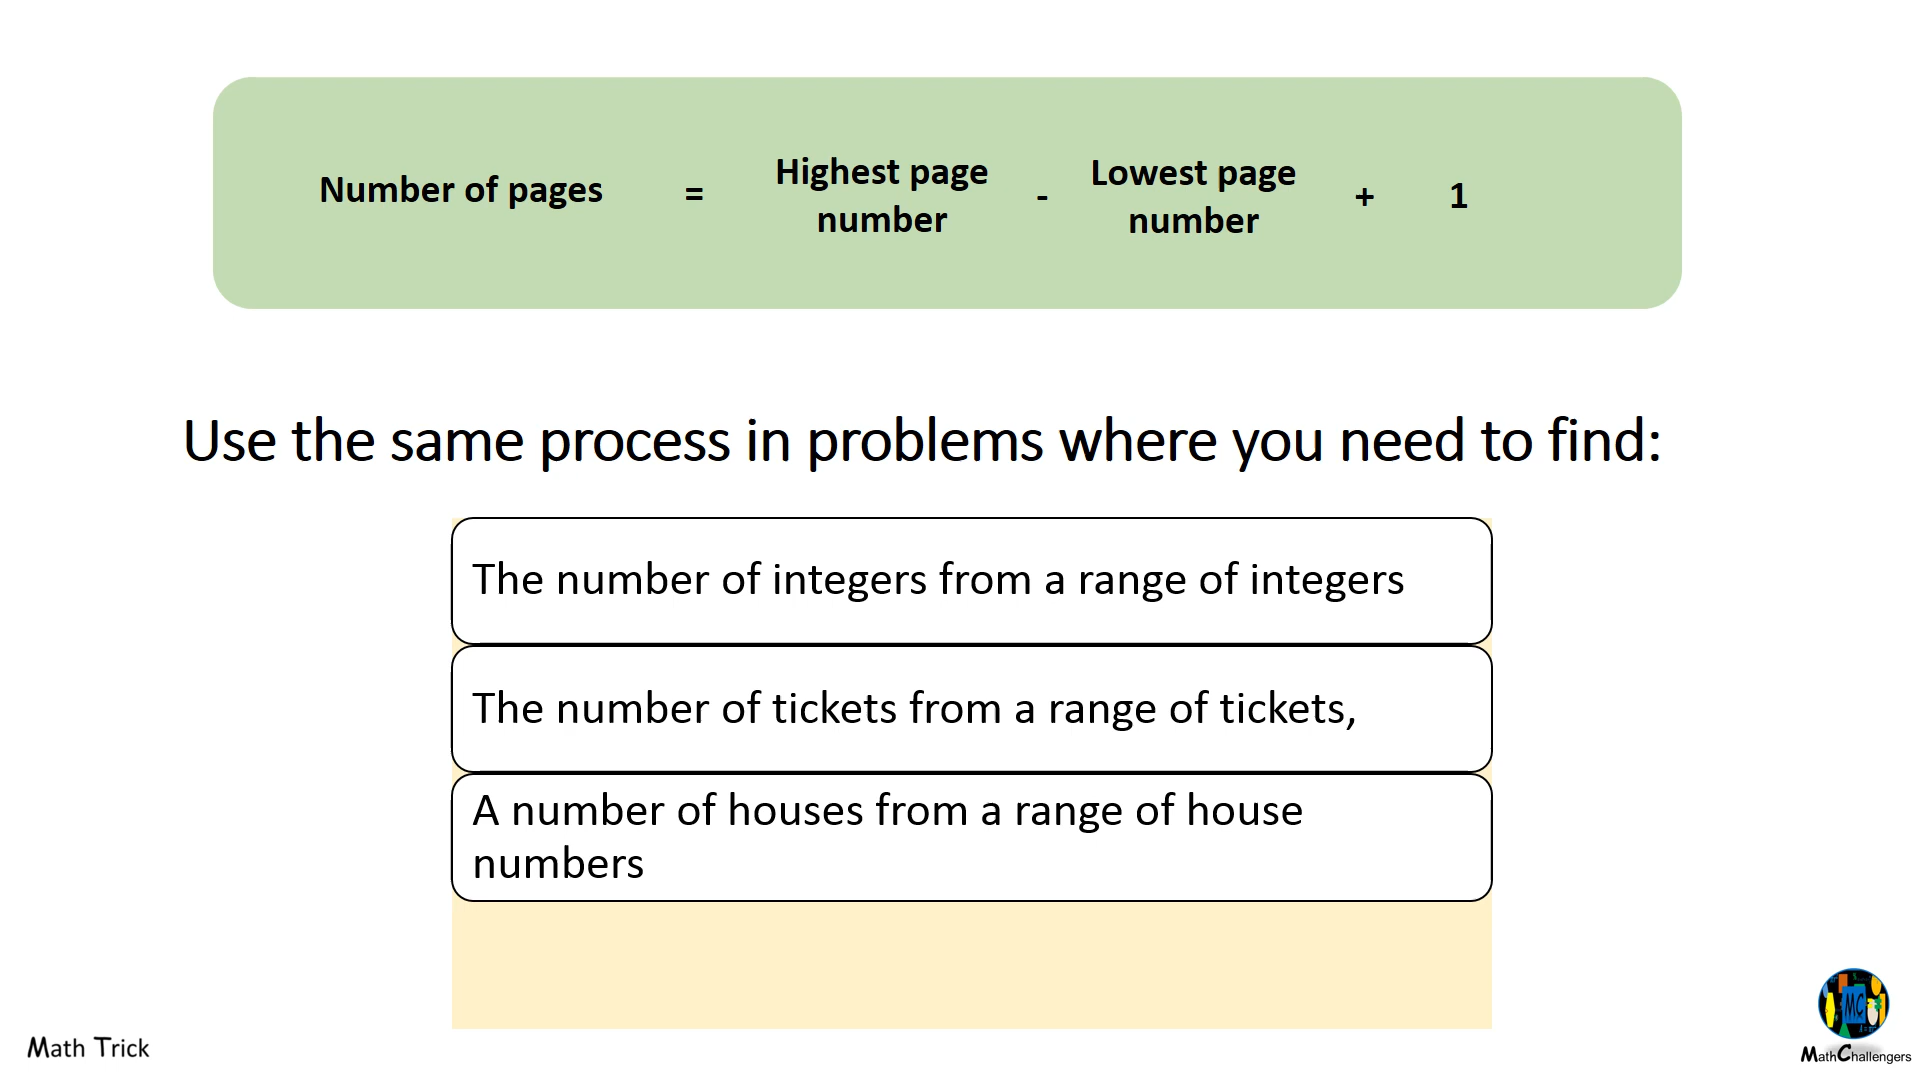 Number of pages = Highest page number - Lowest page number + 1
Use the same process in problems where you need to find:
The number of integers from a range of integers
The number of tickets from a range of tickets,
A number of houses from a range of house
numbers
Math Trick
MC
MathChallengers